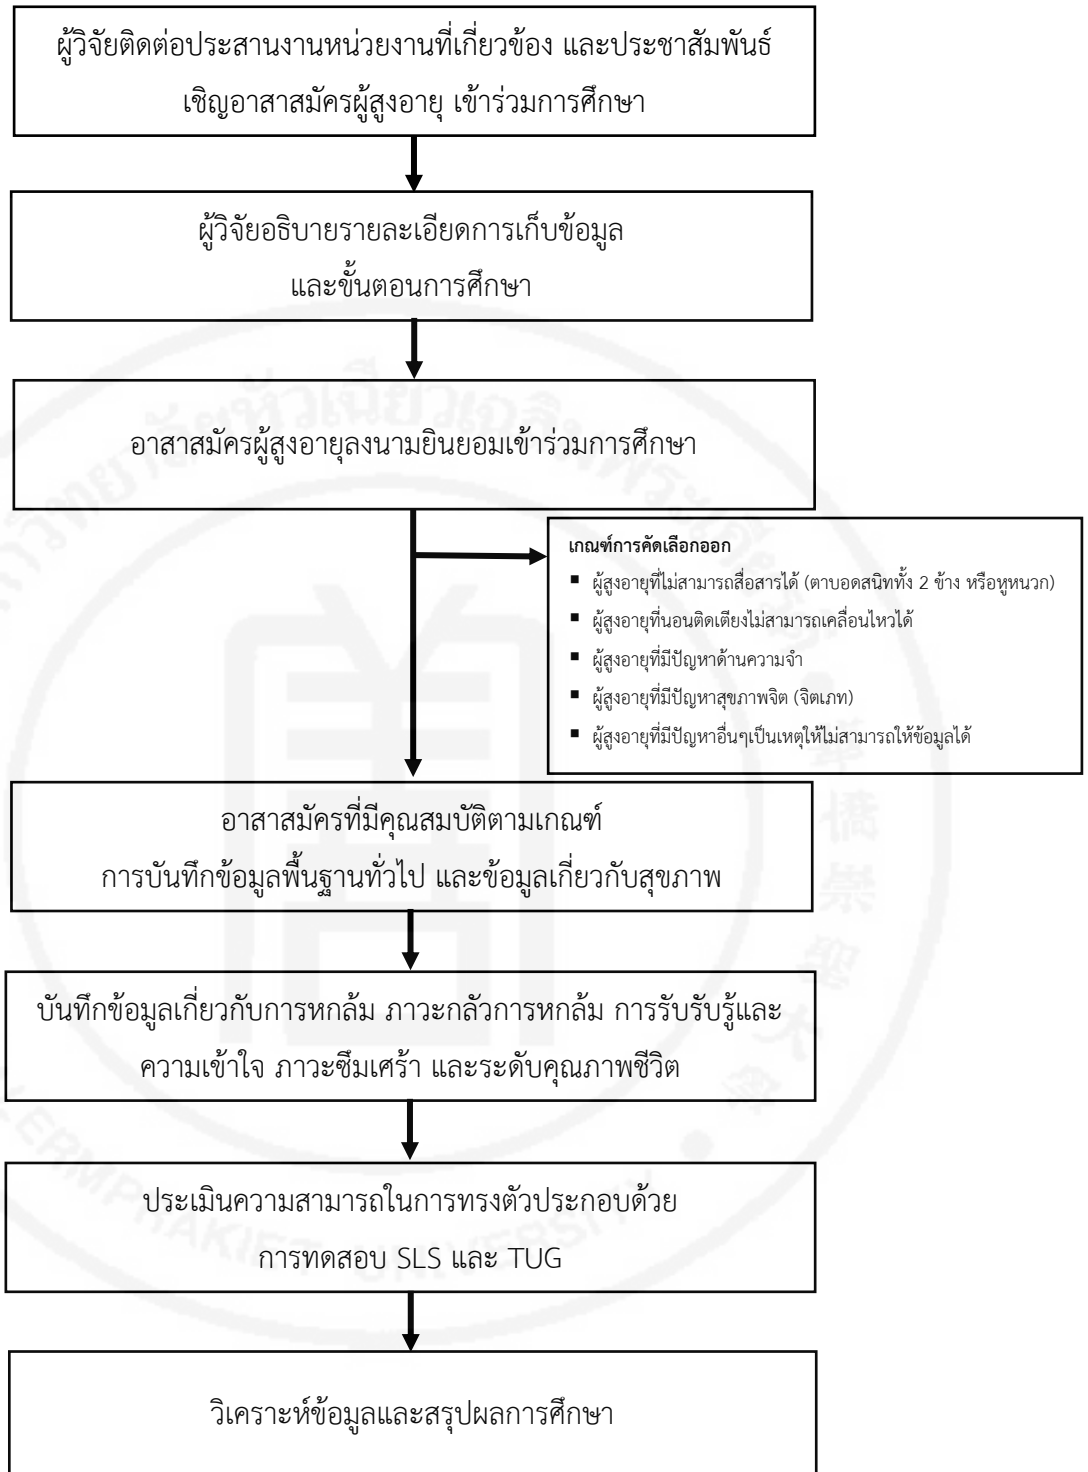 ผู้วิจัยติดต่อประสานงานหน่วยงานที่เกี่ยวข้อง และประชาสัมพันธ์
เชิญอาสาสมัครผู้สูงอายุ เข้าร่วมการศึกษา
ผู้วิจัยอธิบายรายละเอียดการเก็บข้อมูล
และขั้นตอนการศึกษา
อาสาสมัครผู้สูงอายุลงนามยินยอมเข้าร่วมการศึกษา
เกณฑ์การคัดเลือกออก
▪ ผู้สูงอายุที่ไม่สามารถสื่อสารได้ (ตาบอดสนิททั้ง 2 ข้าง หรือหูหนวก)
▪ ผู้สูงอายุที่นอนติดเตียงไม่สามารถเคลื่อนไหวได้
▪ ผู้สูงอายุที่มีปัญหาด้านความจำ
▪ ผู้สูงอายุที่มีปัญหาสุขภาพจิต (จิตเภท)
▪ ผู้สูงอายุที่มีปัญหาอื่นๆเป็นเหตุให้ไม่สามารถให้ข้อมูลได้
อาสาสมัครที่มีคุณสมบัติตามเกณฑ์
การบันทึกข้อมูลพื้นฐานทั่วไป และข้อมูลเกี่ยวกับสุขภาพ
บันทึกข้อมูลเกี่ยวกับการหกล้ม ภาวะกลัวการหกล้ม การรับรับรู้และ
ความเข้าใจ ภาวะซึมเศร้า และระดับคุณภาพชีวิต
ประเมินความสามารถในการทรงตัวประกอบด้วย
การทดสอบ SLS และ TUG
วิเคราะห์ข้อมูลและสรุปผลการศึกษา